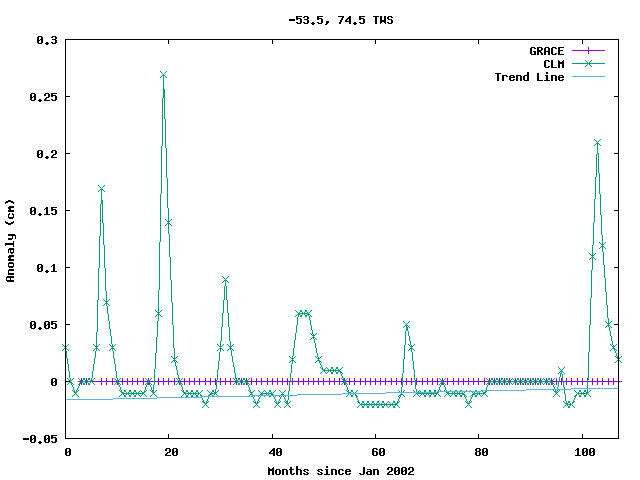 -53.5, 74.5 TWS
0.3
GRACE
CLM
Trend Line
0.25
0.2
0.15
0.1
0.05
0
-0.05
Anomaly (cm)
0 20 40 60 80 100
Months since Jan 2002